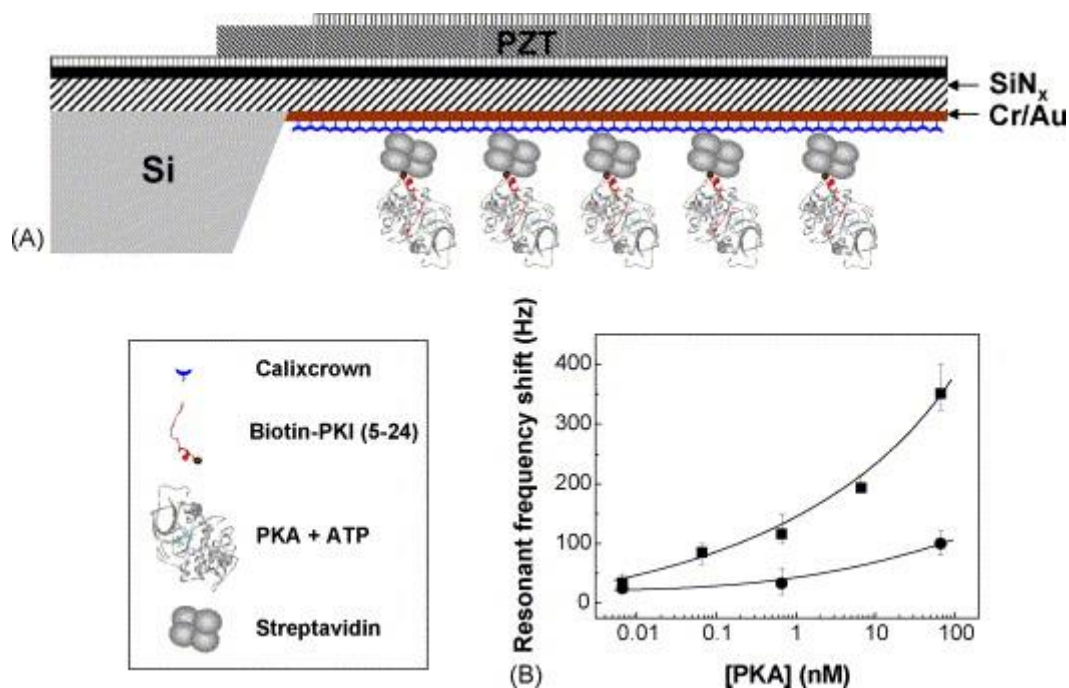 PZT
SiNx
Cr/Au
Si
(A)
Calixcrown
Biotin-PKI (5-24)
PKA + ATP
Streptavidin
Resonant frequency shift (Hz)
400
300
200
100
0
0.01 0.1 1 10 100
[PKA] (nM)
(B)